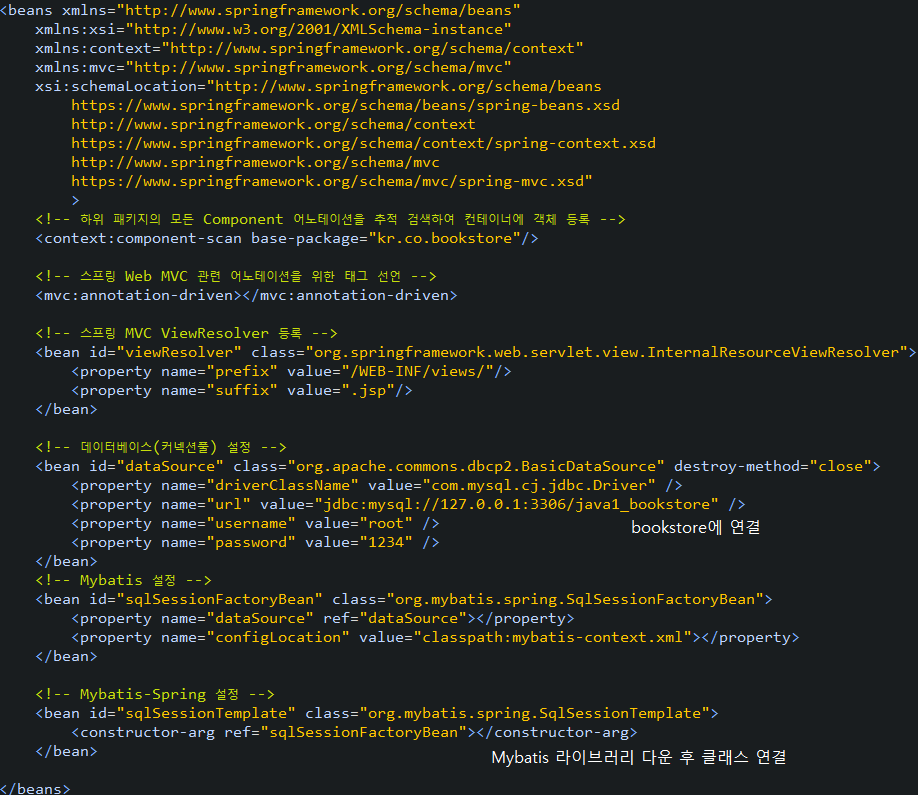 <beans xmlns="http://www.springframework.org/schema/beans"
    xmlns:xsi="http://www.w3.org/2001/XMLSchema-instance"
    xmlns:context="http://www.springframework.org/schema/context"
    xmlns:mvc="http://www.springframework.org/schema/mvc"
    xsi:schemaLocation="http://www.springframework.org/schema/beans
        https://www.springframework.org/schema/beans/spring-beans.xsd
        http://www.springframework.org/schema/context
        https://www.springframework.org/schema/context/spring-context.xsd
        http://www.springframework.org/schema/mvc
        https://www.springframework.org/schema/mvc/spring-mvc.xsd"
        >
    <!-- 하위 패키지의 모든 Component 어노테이션을 추적 검색하여 컨테이너에 객체 등록 -->
    <context:component-scan base-package="kr.co.bookstore"/>

    <!-- 스프링 Web MVC 관련 어노테이션을 위한 태그 선언 -->
    <mvc:annotation-driven></mvc:annotation-driven>

    <!-- 스프링 MVC ViewResolver 등록 -->
    <bean id="viewResolver" class="org.springframework.web.servlet.view.InternalResourceViewResolver">
        <property name="prefix" value="/WEB-INF/views/"/>
        <property name="suffix" value=".jsp"/>
    </bean>

    <!-- 데이터베이스(커넥션풀) 설정 -->
    <bean id="dataSource" class="org.apache.commons.dbcp2.BasicDataSource" destroy-method="close">
        <property name="driverClassName" value="com.mysql.cj.jdbc.Driver" />
        <property name="url" value="jdbc:mysql://127.0.0.1:3306/java1_bookstore" />
        <property name="username" value="root" />
bookstore에 연결
        <property name="password" value="1234" />
    </bean>
    <!-- Mybatis 설정 -->
    <bean id="sqlSessionFactoryBean" class="org.mybatis.spring.SqlSessionFactoryBean">
        <property name="dataSource" ref="dataSource"></property>
        <property name="configLocation" value="classpath:mybatis-context.xml"></property>
    </bean>

    <!-- Mybatis-Spring 설정 -->
    <bean id="sqlSessionTemplate" class="org.mybatis.spring.SqlSessionTemplate">
        <constructor-arg ref="sqlSessionFactoryBean"></constructor-arg>
    </bean>
Mybatis 라이브러리 다운 후 클래스 연결

</beans>